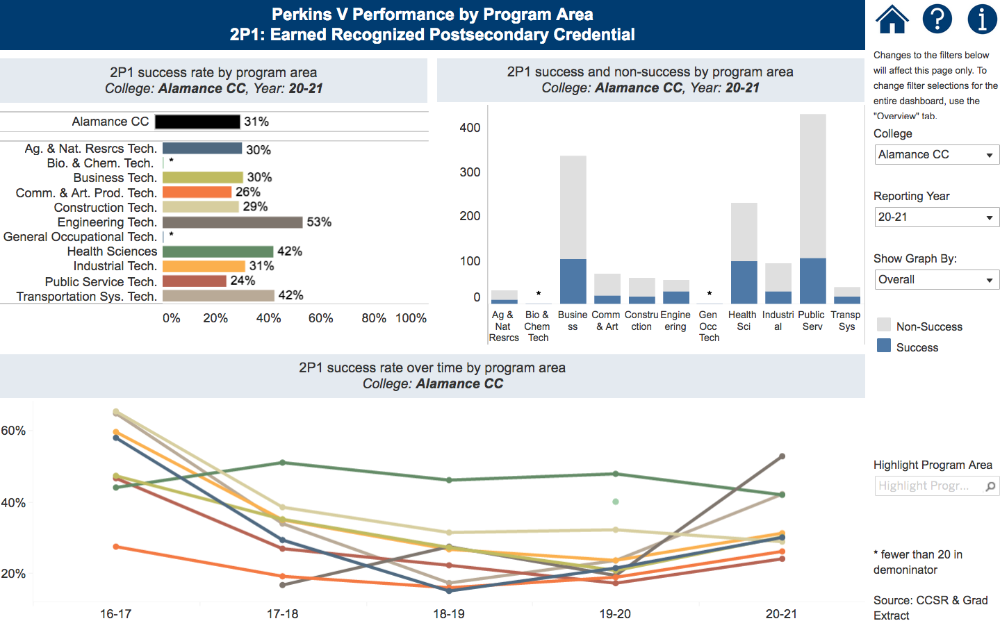 Perkins V Performance by Program Area
2P1: Earned Recognized Postsecondary Credential
2P1 success rate by program area
College: Alamance CC, Year: 20-21
Alamance CC 31%
Ag. & Nat. Resrcs Tech. 30%
Bio. & Chem. Tech. *
Business Tech. 30%
Comm. & Art. Prod. Tech. 26%
Construction Tech. 29%
Engineering Tech. 53%
General Occupational Tech. *
Health Sciences 42%
Industrial Tech. 31%
Public Service Tech. 24%
Transportation Sys. Tech. 42%
0% 20% 40% 60% 80% 100%
2P1 success and non-success by program area
College: Alamance CC, Year: 20-21
400
300
200
100
0
* *
Ag & Bio & Busine Comm Constru Engine Gen Health Industri Public Transp
Nat Chem ss & Art ction ering Occ Sci al Serv Sys
Resrcs Tech Tech
2P1 success rate over time by program area
College: Alamance CC
60%
40%
20%
16-17 17-18 18-19 19-20 20-21
Changes to the filters below
will affect this page only. To
change filter selections for the
entire dashboard, use the
"Overview" tab.
College
Alamance CC
Reporting Year
20-21
Show Graph By:
Overall
Non-Success
Success
Highlight Program Area
Highlight Progr...
* fewer than 20 in
demoninator
Source: CCSR & Grad
Extract